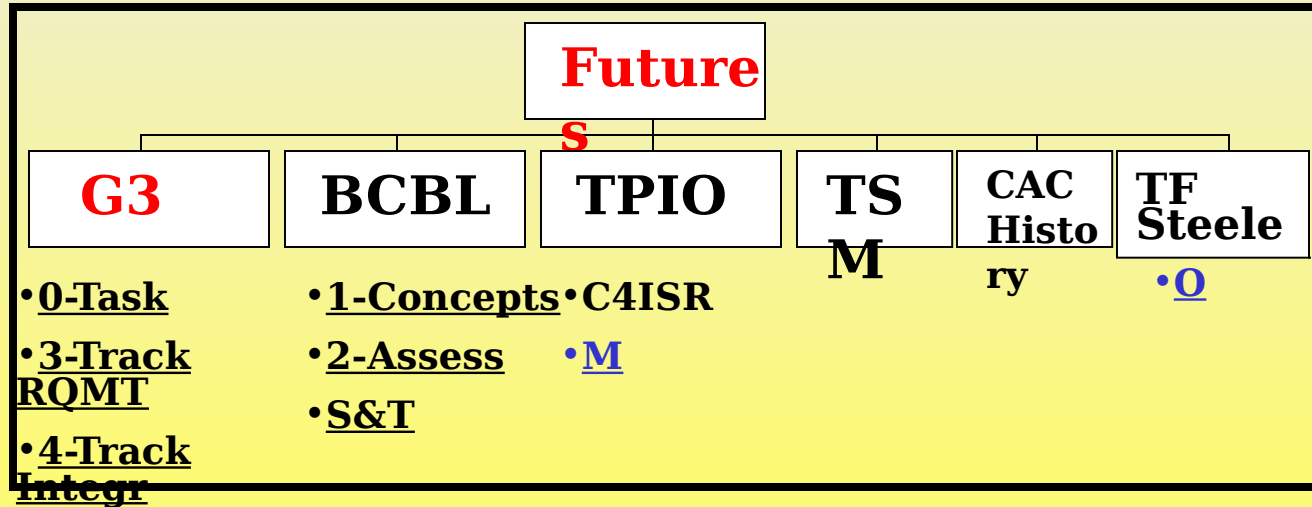 Future
s
G3
BCBL
TPIO
TS
M
CAC
Histo
ry
TF
Steele
•0-Task
•3-Track
RQMT
•4-Track
Integr
•1-Concepts
•2-Assess
•S&T
•C4ISR
•M
•O